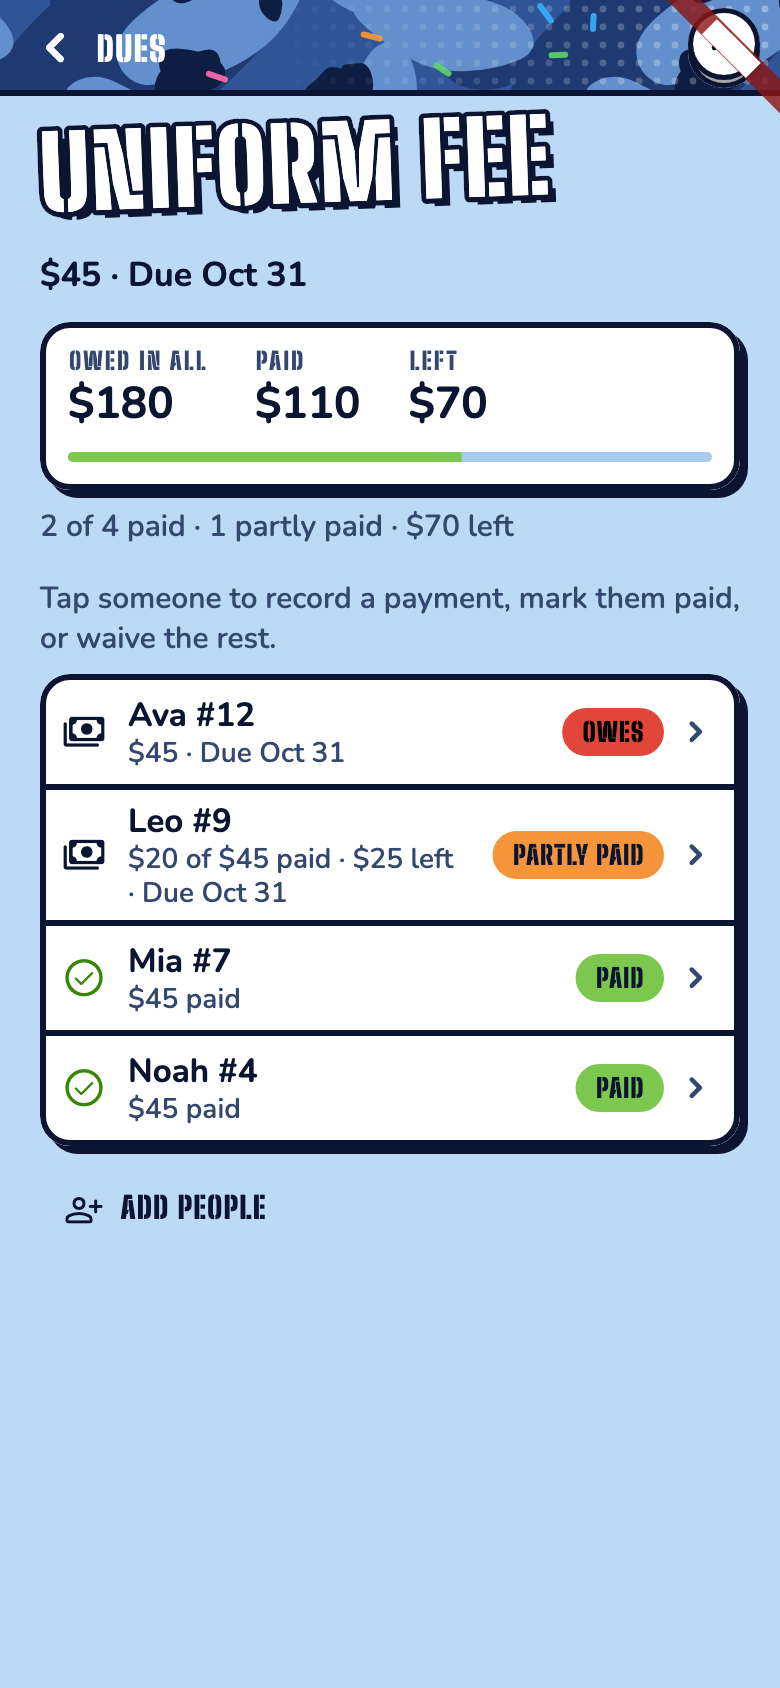 DUES
UNIFORM FEE
$45 · Due Oct 31
OWED IN ALL PAID LEFT
$180 $110 $70
2 of 4 paid · 1 partly paid · $70 left
Tap someone to record a payment, mark them paid,
or waive the rest.
Ava #12
$45 · Due Oct 31
OWES
Leo #9
$20 of $45 paid · $25 left
· Due Oct 31
PARTLY PAID
Mia #7
$45 paid
PAID
Noah #4
$45 paid
PAID
ADD PEOPLE